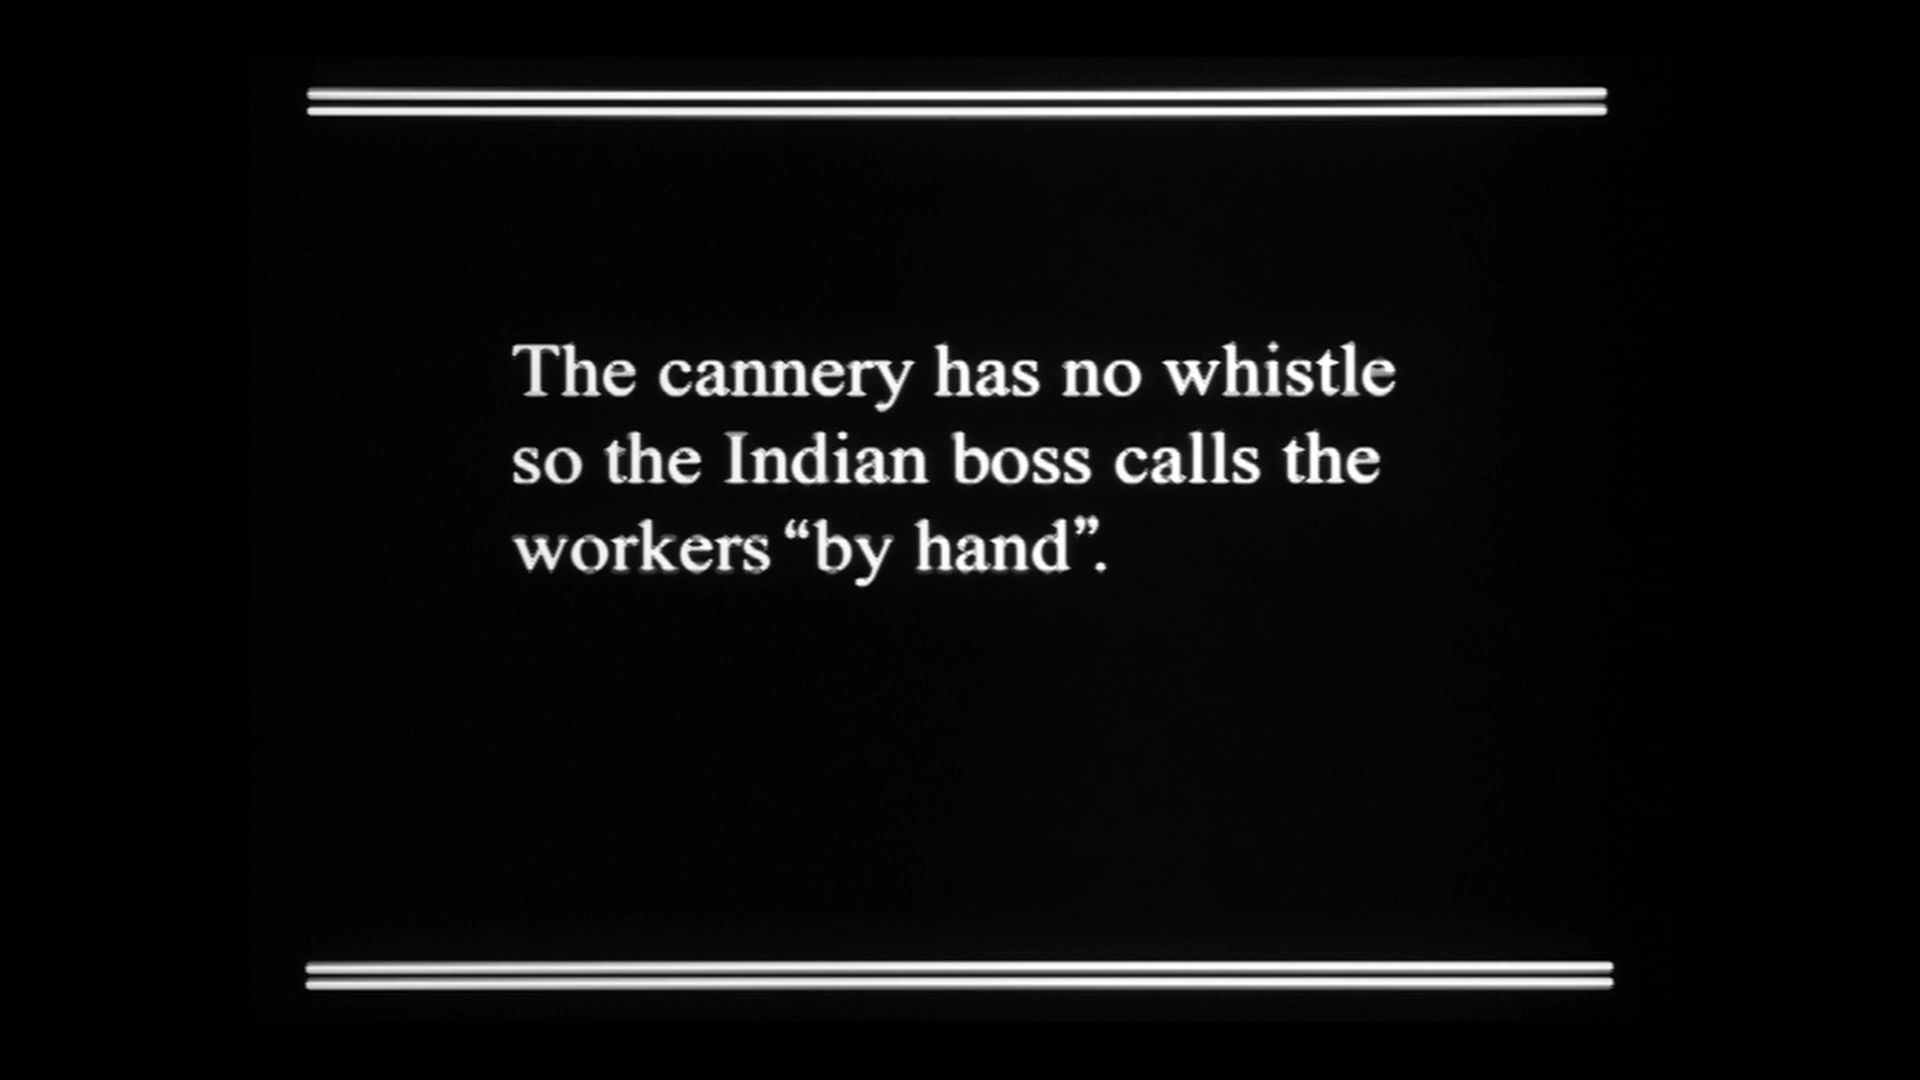 The cannery has no whistle
so the Indian boss calls the
workers “by hand”.